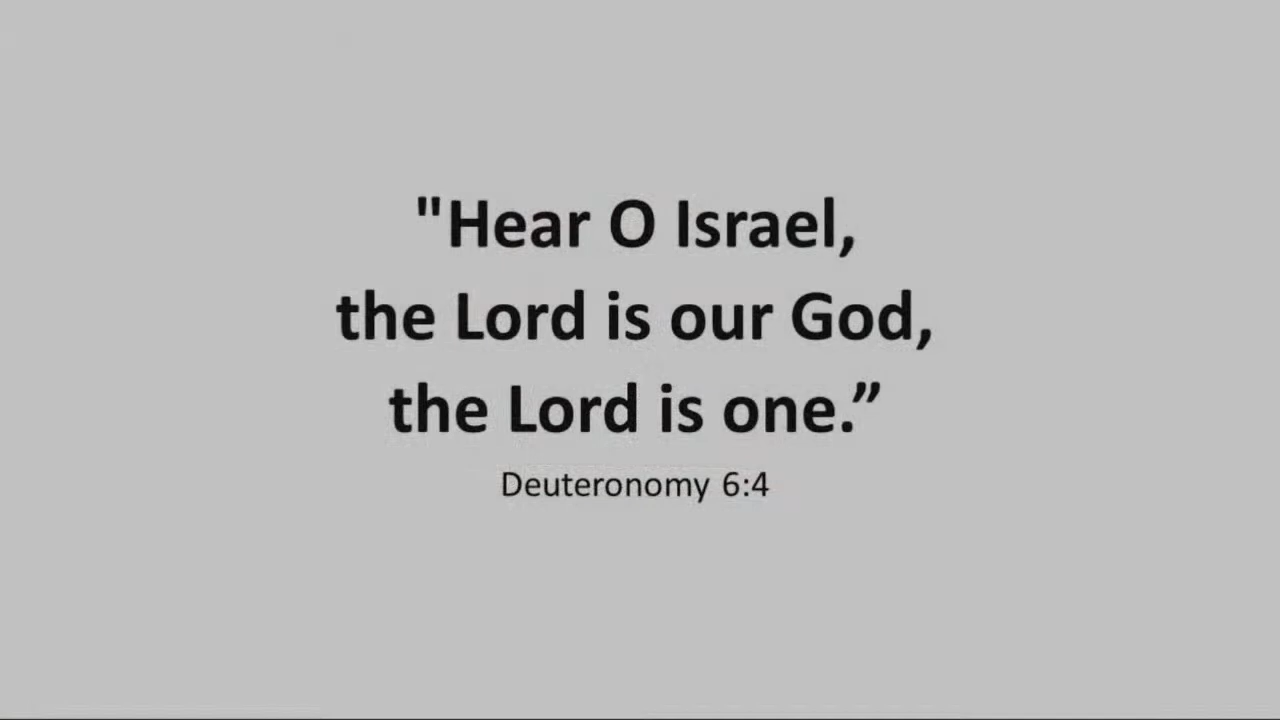 "Hear O Israel,
the Lord is our God,
the Lord is one.”
Deuteronomy 6:4